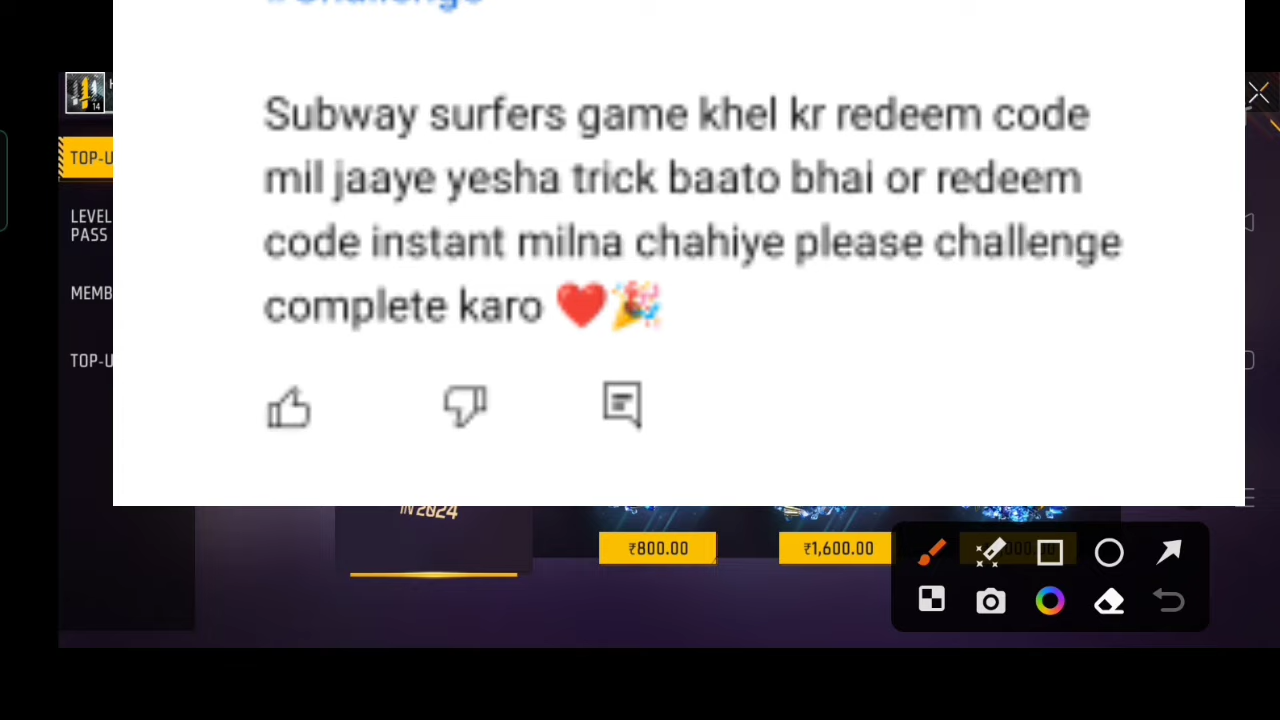 Subway surfers game khel kr redeem code
mil jaaye yesha trick baato bhai or redeem
code instant milna chahiye please challenge
complete karo ❤️🎉
14
TOP-U
LEVEL
PASS
MEMB
TOP-U
IN 2024
₹800.00
₹1,600.00